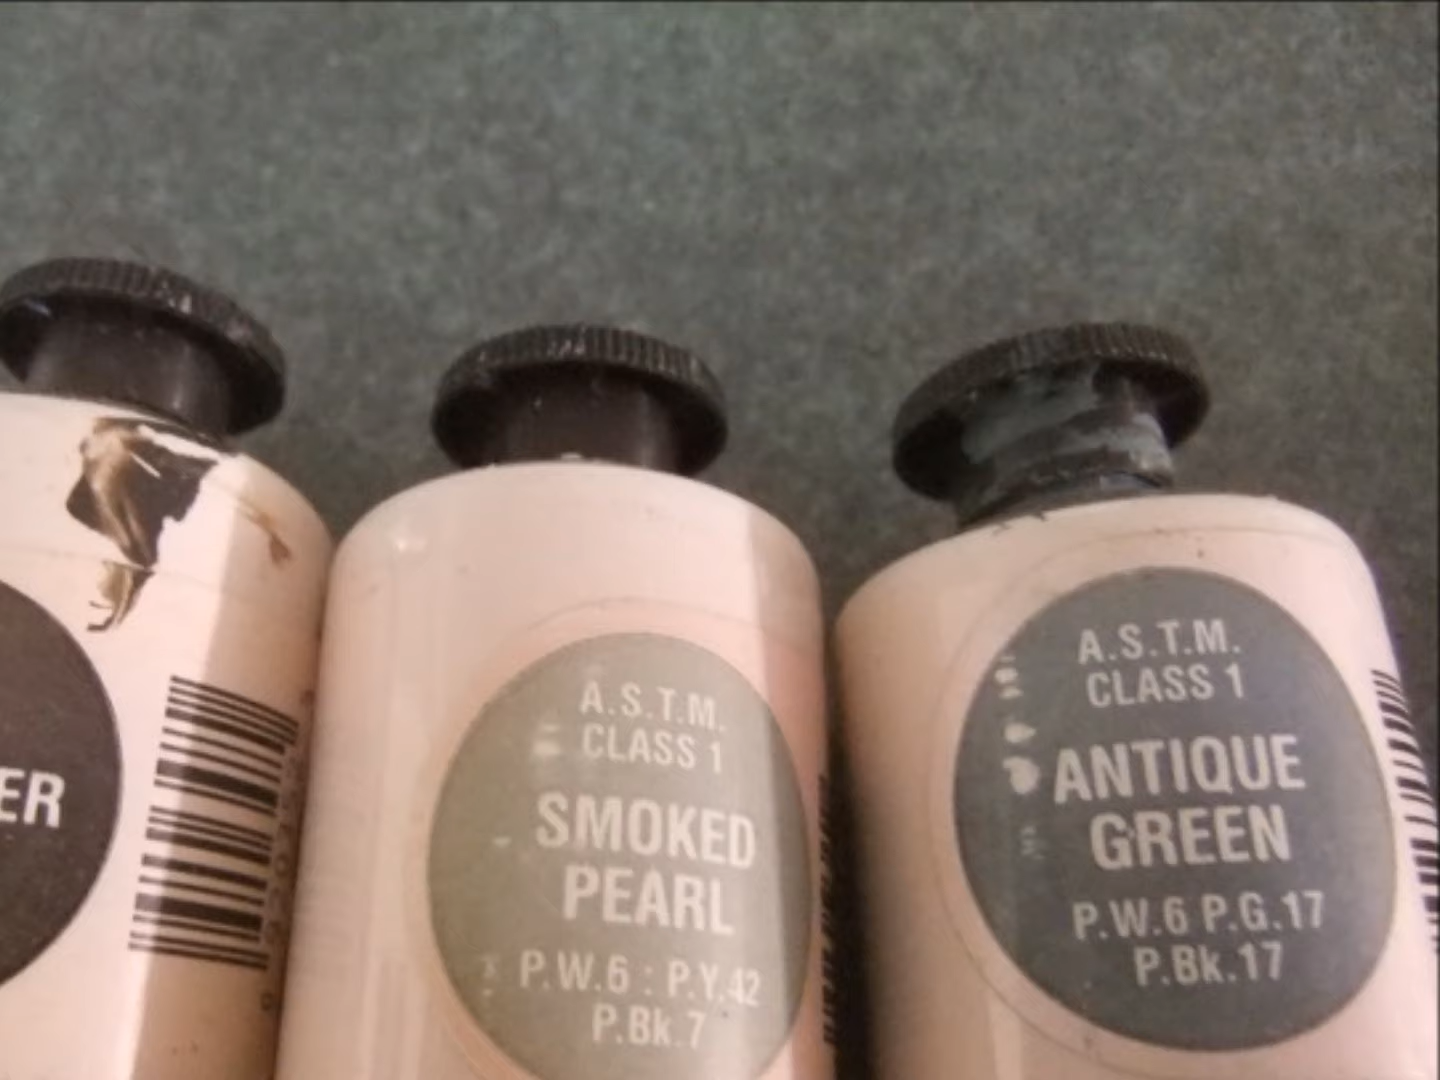 ER
A.S.T.M.
CLASS 1
SMOKED
PEARL
P.W.6 : P.Y.42
P.Bk.7
A.S.T.M.
CLASS 1
ANTIQUE
GREEN
P.W.6 P.G.17
P.Bk.17